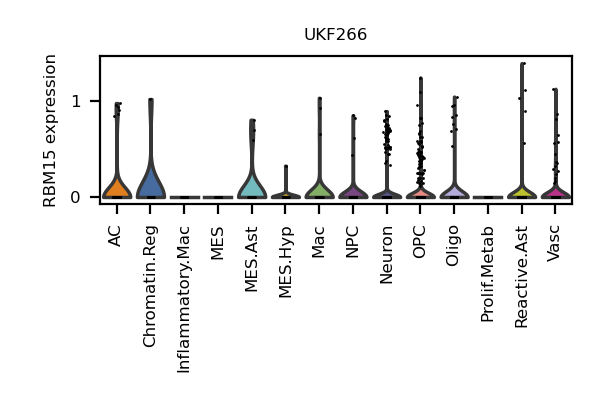 UKF266
RBM15 expression
1
0
AC
Chromatin.Reg
Inflammatory.Mac
MES
MES.Ast
MES.Hyp
Mac
NPC
Neuron
OPC
Oligo
Prolif.Metab
Reactive.Ast
Vasc